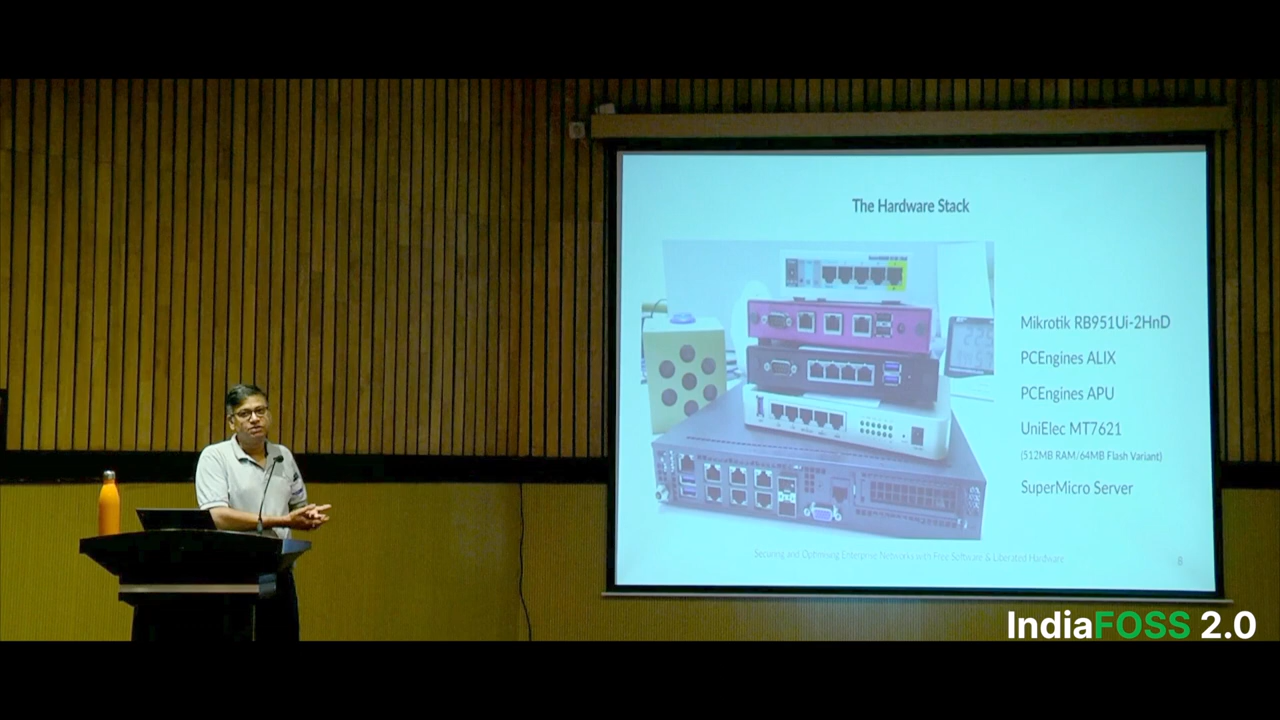 The Hardware Stack
Mikrotik RB951Ui-2HnD
PCEngines ALIX
PCEngines APU
UniElec MT7621
(512MB RAM/64MB Flash Variant)
SuperMicro Server
Securing and Optimising Enterprise Networks with Free Software & Liberated Hardware
8
IndiaFOSS 2.0